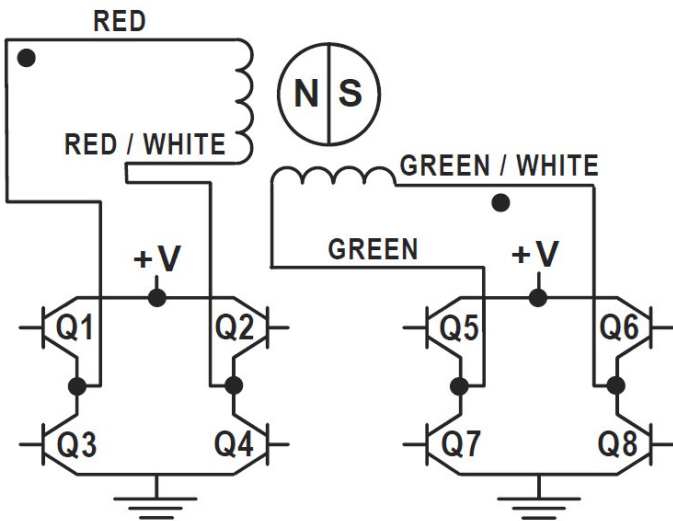 RED
N S
RED / WHITE
GREEN / WHITE
GREEN
+V
+V
Q1 Q2 Q5 Q6
Q3 Q4 Q7 Q8